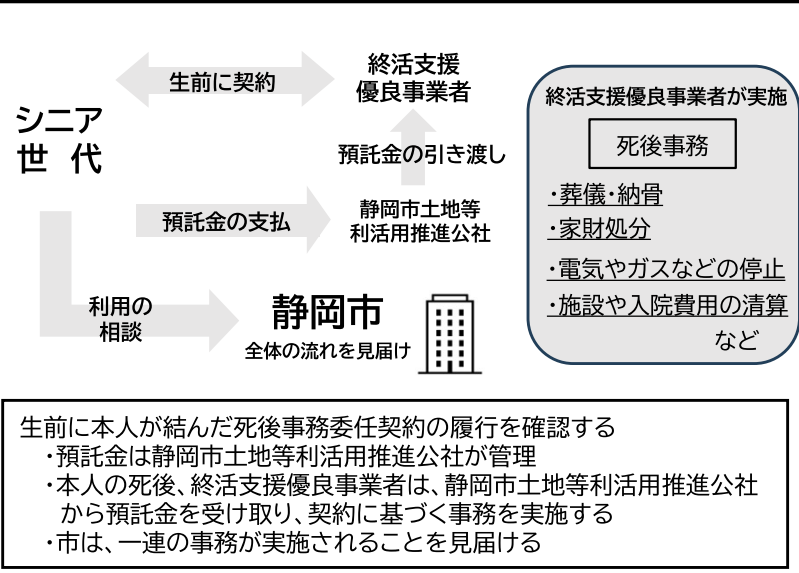 生前に契約
終活支援
優良事業者
シニア
世 代
預託金の引き渡し
預託金の支払
静岡市土地等
利活用推進公社
利用の
相談
静岡市
全体の流れを見届け
終活支援優良事業者が実施
死後事務
・葬儀・納骨
・家財処分
・電気やガスなどの停止
・施設や入院費用の清算
など
生前に本人が結んだ死後事務委任契約の履行を確認する
・預託金は静岡市土地等利活用推進公社が管理
・本人の死後、終活支援優良事業者は、静岡市土地等利活用推進公社
から預託金を受け取り、契約に基づく事務を実施する
・市は、一連の事務が実施されることを見届ける